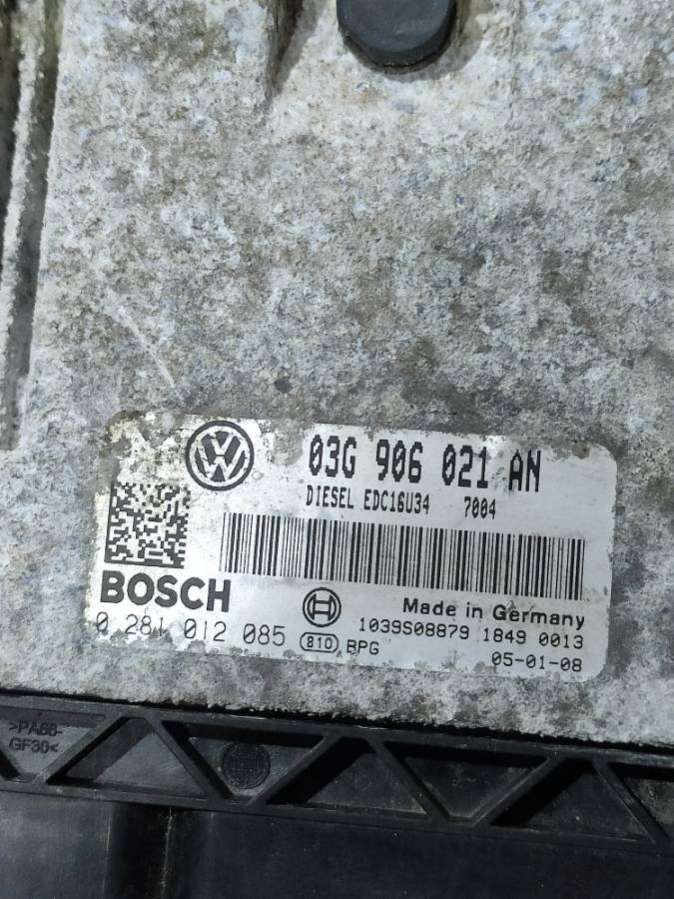 03G 906 021 AN
DIESEL EDC16U34 7004
BOSCH
Made in Germany
0 281 012 085
810
BPG
1039S08879 1849 0013
05-01-08
>PA66-
GF30<